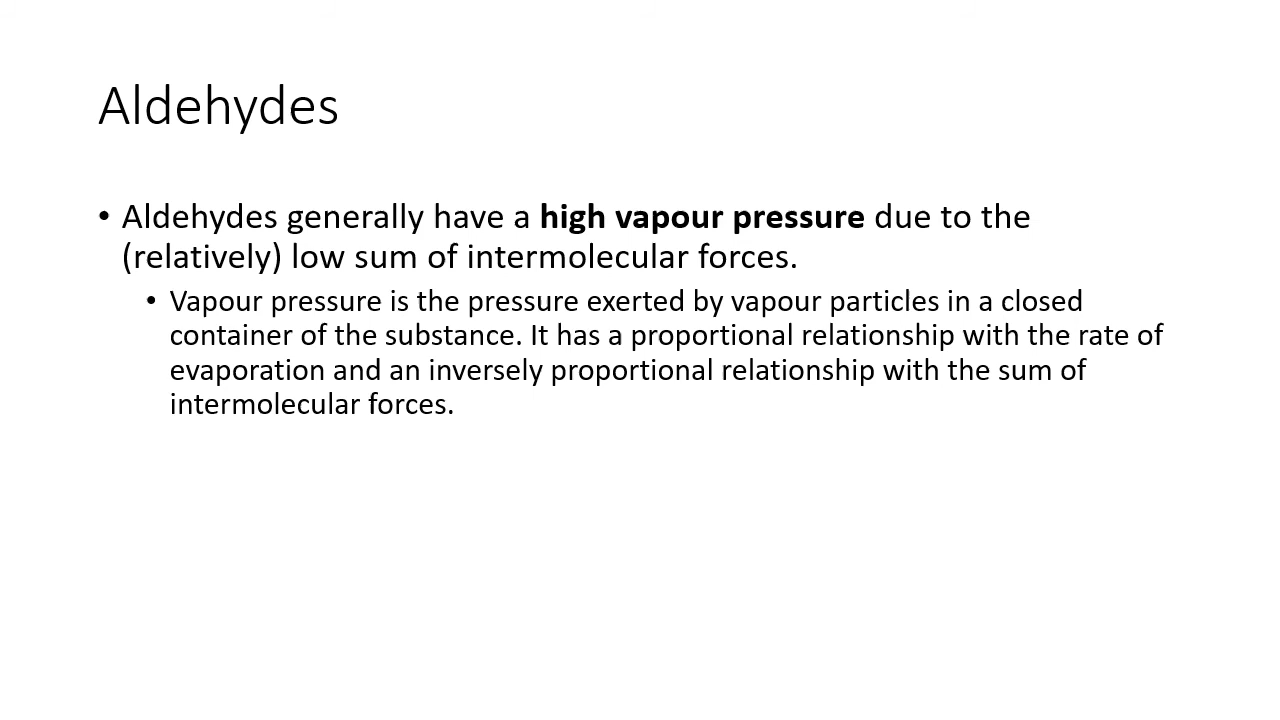 Aldehydes
• Aldehydes generally have a high vapour pressure due to the
(relatively) low sum of intermolecular forces.
• Vapour pressure is the pressure exerted by vapour particles in a closed
container of the substance. It has a proportional relationship with the rate of
evaporation and an inversely proportional relationship with the sum of
intermolecular forces.